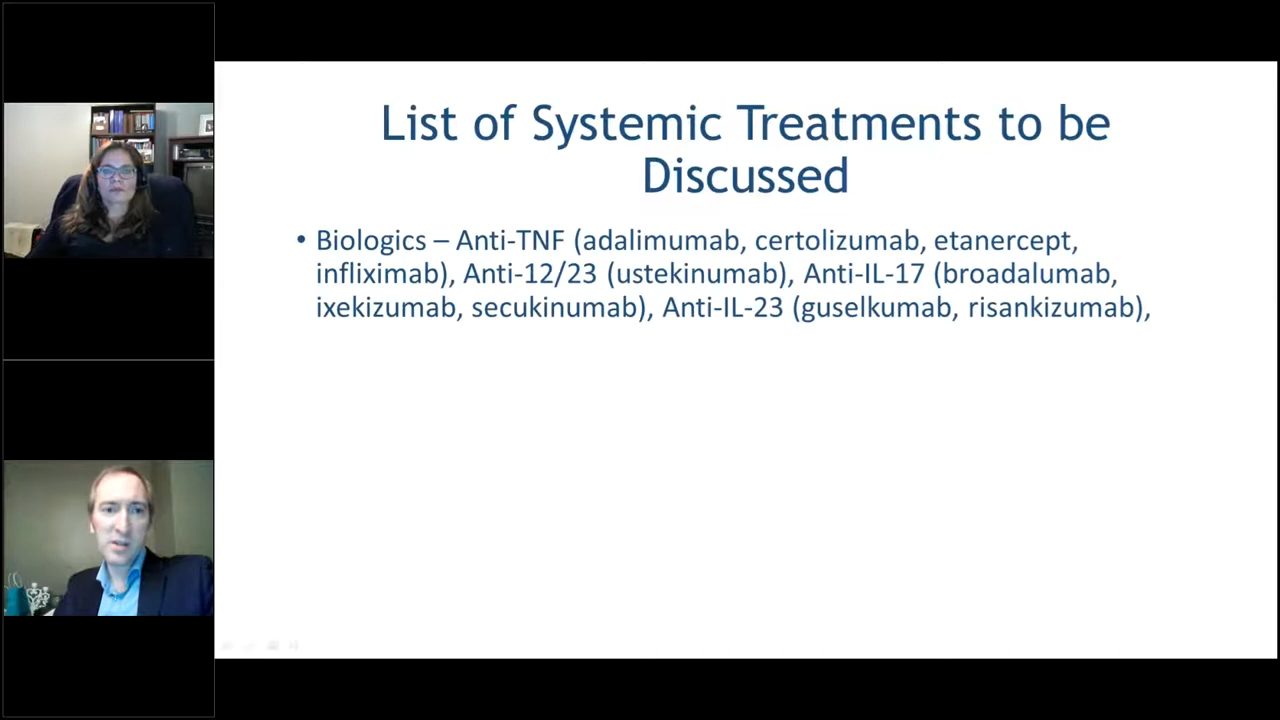 List of Systemic Treatments to be
Discussed
• Biologics – Anti-TNF (adalimumab, certolizumab, etanercept,
infliximab), Anti-12/23 (ustekinumab), Anti-IL-17 (broadalumab,
ixekizumab, secukinumab), Anti-IL-23 (guselkumab, risankizumab),